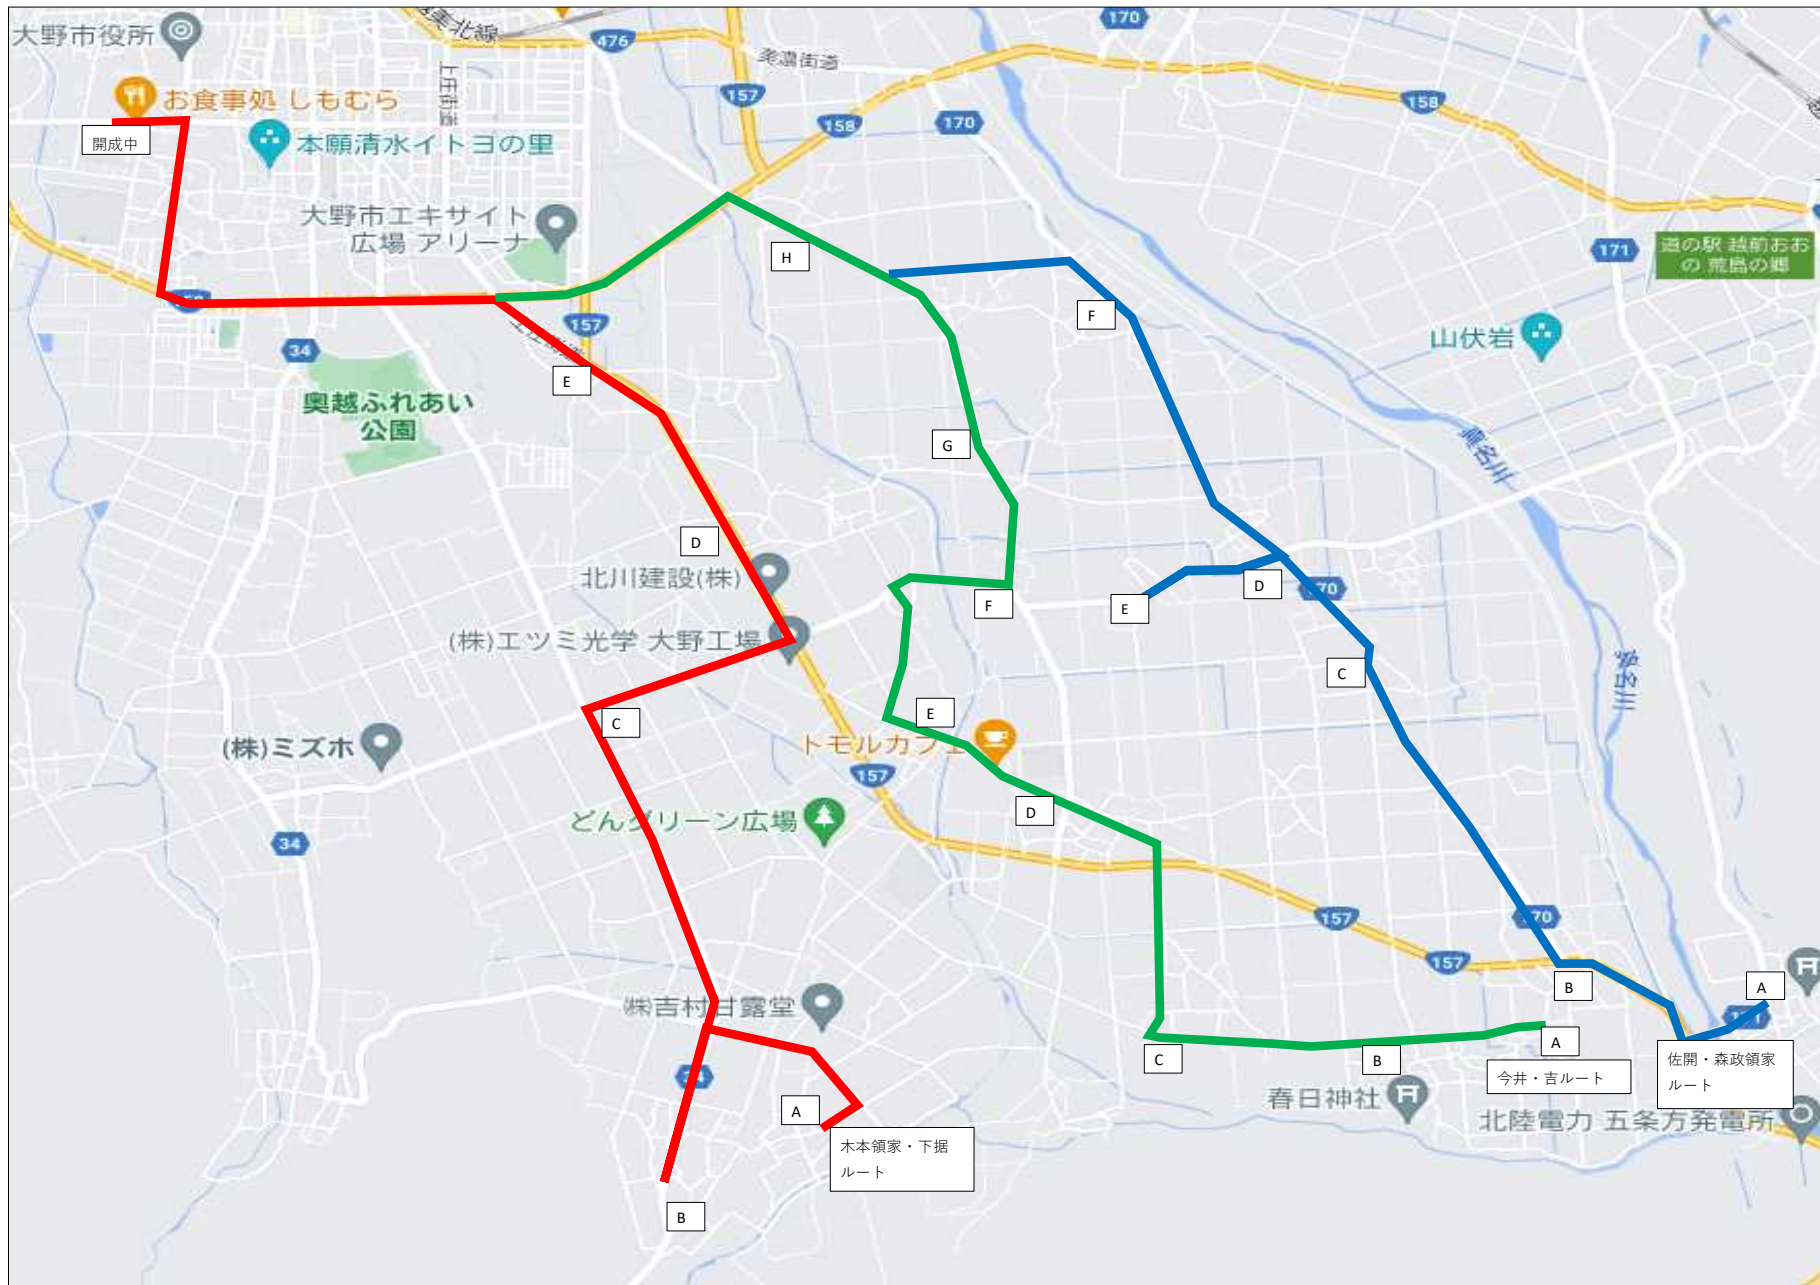 大野市役所
476
美濃街道
170
お食事処 しもむら
157
158
170
158
開成中
上庄街道
本願清水イトヨの里
大野市エキサイト
広場 アリーナ
H
171
道の駅 越前おお
の 荒島の郷
F
157
34
E
山伏岩
奥越ふれあい
公園
G
真名川
D
北川建設(株)
F
E
D
(株)エツミ光学 大野工場
C
真名川
C
E
(株)ミズホ
トモルカフェ
157
D
どんグリーン広場
34
157
157
B
A
㈱吉村甘露堂
C
B
A
今井・吉ルート
佐開・森政領家
ルート
春日神社
北陸電力 五条方発電所
A
木本領家・下据
ルート
B